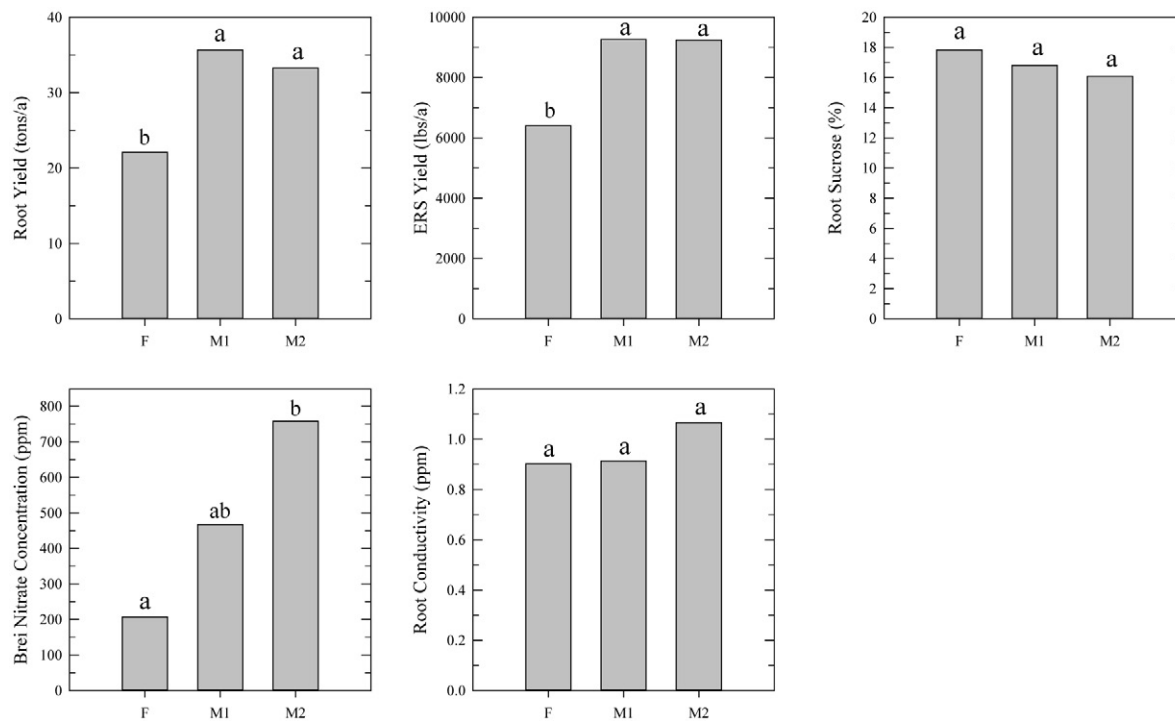 Root Yield (tons/a)
40
30
20
10
0
b
a
a
F M1 M2
ERS Yield (lbs/a)
10000
8000
6000
4000
2000
0
b
a
a
F M1 M2
Root Sucrose (%)
20
18
16
14
12
10
8
6
4
2
0
a
a
a
F M1 M2
Brei Nitrate Concentration (ppm)
800
700
600
500
400
300
200
100
0
a
ab
b
F M1 M2
Root Conductivity (ppm)
1.2
1.0
0.8
0.6
0.4
0.2
0.0
a
a
a
F M1 M2